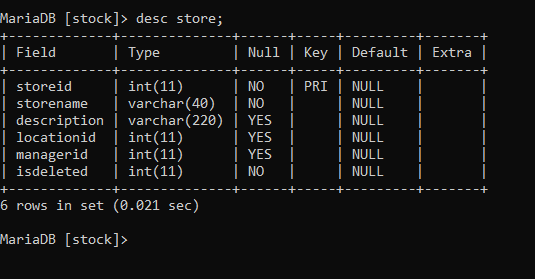 MariaDB [stock]> desc store;
+-------------+--------------+------+-----+---------+-------+
| Field       | Type         | Null | Key | Default | Extra |
+-------------+--------------+------+-----+---------+-------+
| storeid     | int(11)      | NO   | PRI | NULL    |       |
| storename   | varchar(40)  | NO   |     | NULL    |       |
| description | varchar(220) | YES  |     | NULL    |       |
| locationid  | int(11)      | YES  |     | NULL    |       |
| managerid   | int(11)      | YES  |     | NULL    |       |
| isdeleted   | int(11)      | NO   |     | NULL    |       |
+-------------+--------------+------+-----+---------+-------+
6 rows in set (0.021 sec)
MariaDB [stock]>